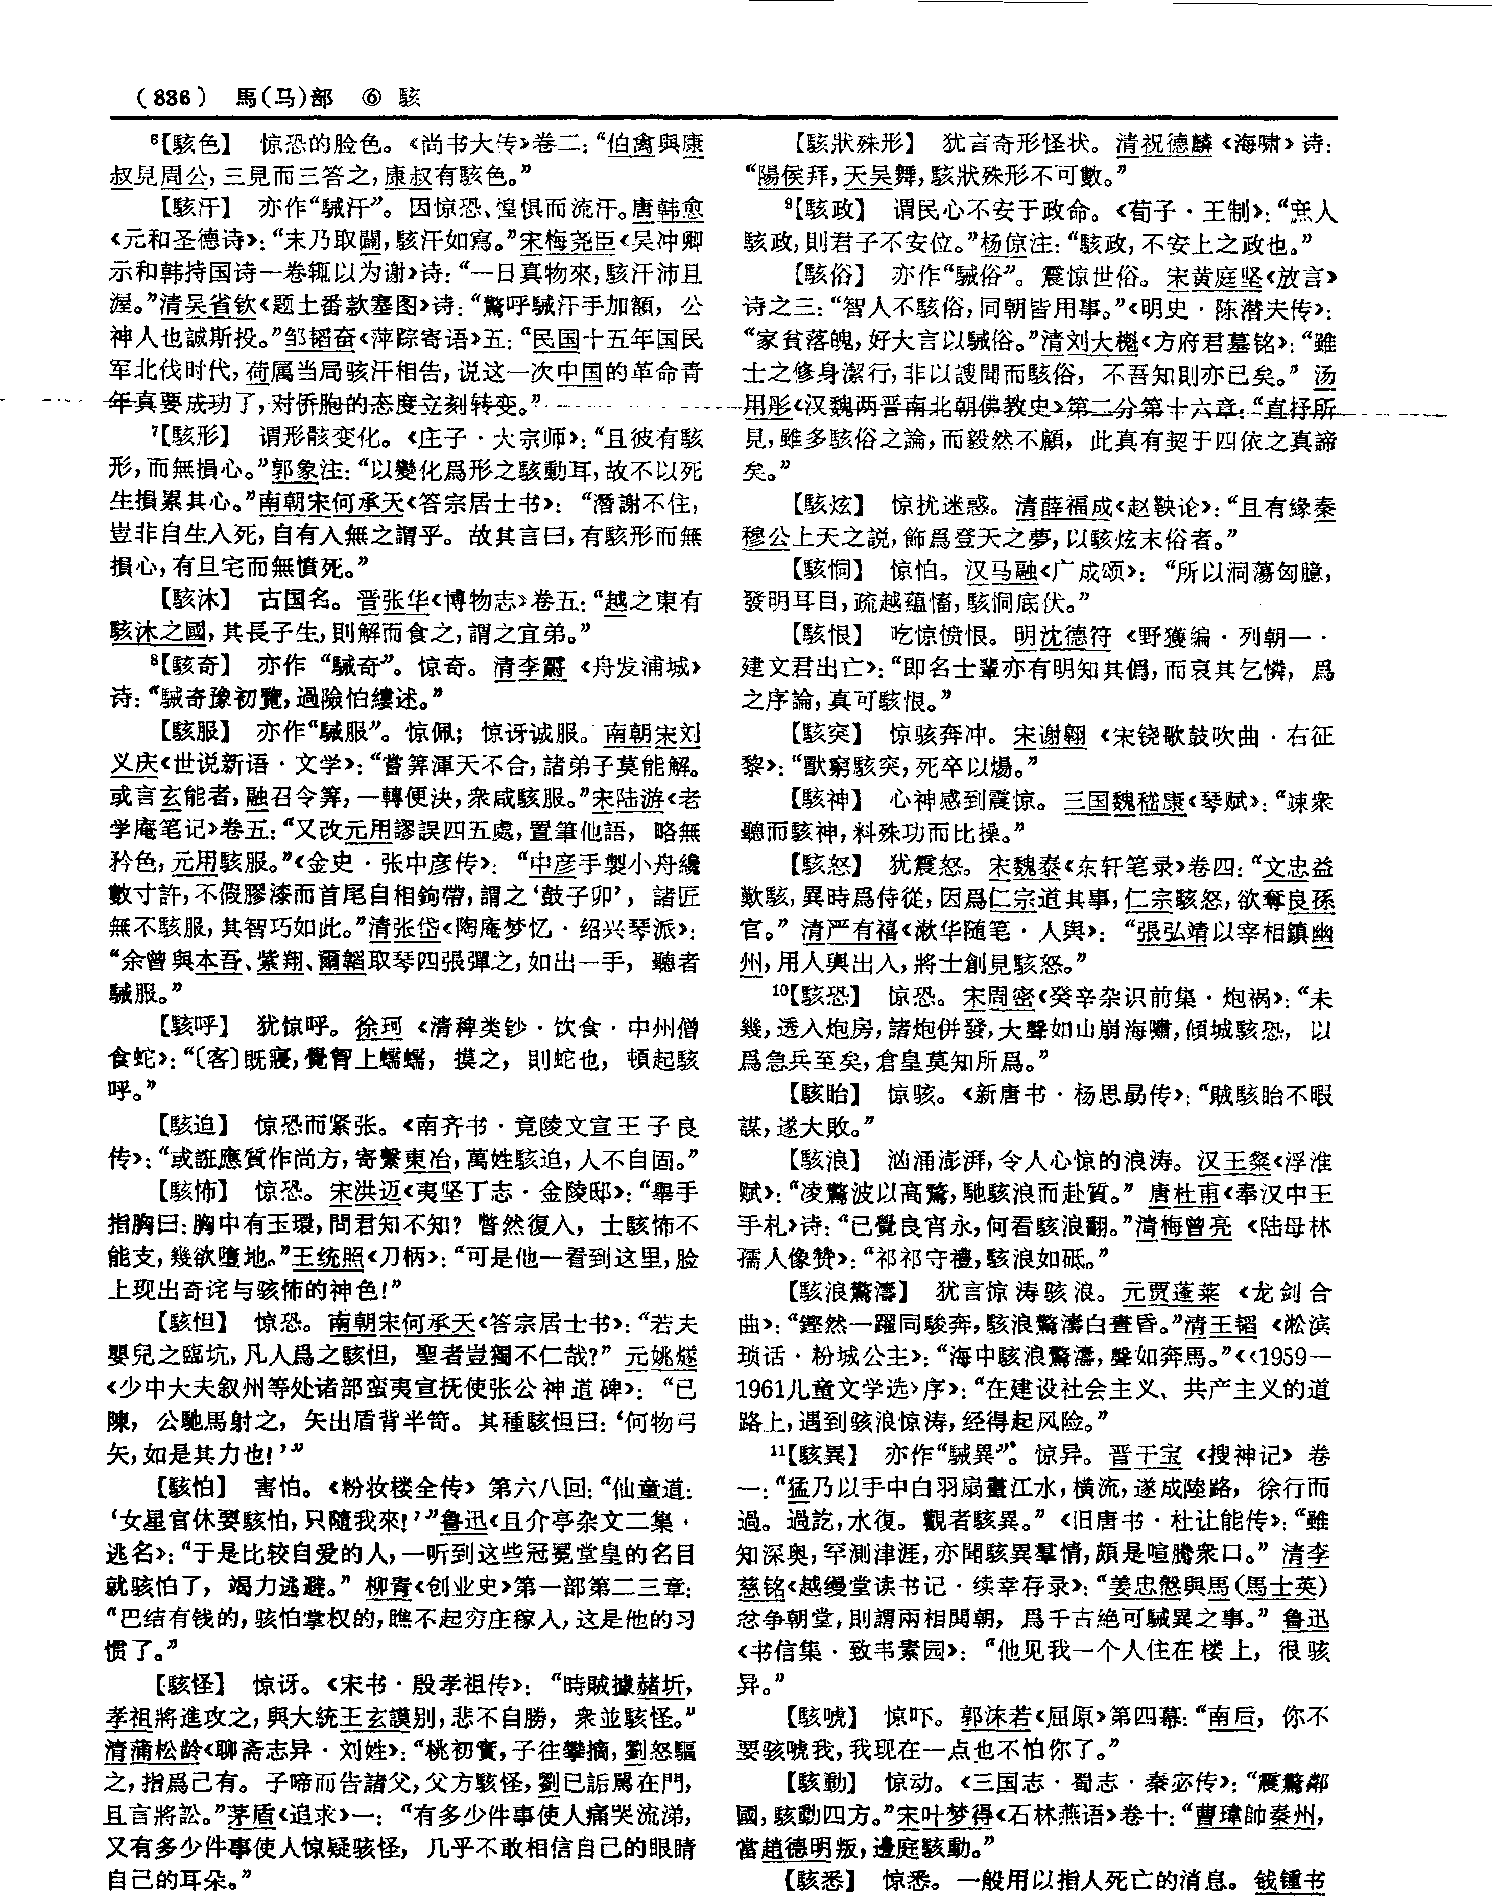 （836） 馬(马)部 ⑥ 駭
⁶【駭色】 惊恐的脸色。《尚书大传》卷二：“伯禽與康
叔見周公，三見而三笞之，康叔有駭色。”
【駭汗】 亦作“駴汗”。因惊恐、惶惧而流汗。唐韩愈
《元和圣德诗》：“末乃取闢，駭汗如寫。”宋梅尧臣《吴冲卿
示和韩持国诗一卷辄以为谢》诗：“一日真物來，駭汗沛且
渥。”清吴省钦《题土番款塞图》诗：“驚呼駴汗手加額， 公
神人也誠斯投。”邹韬奋《萍踪寄语》五：“民国十五年国民
军北伐时代，荷属当局骇汗相告，说这一次中国的革命青
年真要成功了，对侨胞的态度立刻转变。”
⁷【駭形】 谓形骸变化。《庄子·大宗师》：“且彼有駭
形，而無損心。”郭象注：“以變化爲形之駭動耳，故不以死
生損累其心。”南朝宋何承天《答宗居士书》： “潛謝不住，
豈非自生入死，自有入無之謂乎。故其言曰，有駭形而無
損心，有旦宅而無憤死。”
【駭沐】 古国名。晋张华《博物志》卷五：“越之東有
駭沐之國，其長子生，則解而食之，謂之宜弟。”
⁸【駭奇】 亦作 “駴奇”。惊奇。清李霨 《舟发浦城》
诗：“駴奇豫初覽，過險怕縷述。”
【駭服】 亦作“駴服”。惊佩；惊讶诚服。南朝宋刘
义庆《世说新语·文学》：“嘗筭渾天不合，諸弟子莫能解。
或言玄能者，融召令筭，一轉便決，衆咸駭服。”宋陆游《老
学庵笔记》卷五：“又改元用謬誤四五處，置筆他語， 略無
矜色，元用駭服。”《金史·张中彦传》： “中彦手製小舟纔
數寸許，不假膠漆而首尾自相鉤帶，謂之‘鼓子卯’， 諸匠
無不駭服，其智巧如此。”清张岱《陶庵梦忆·绍兴琴派》：
“余曾與本吾、紫翔、爾韜取琴四張彈之，如出一手， 聽者
駴服。”
【駭呼】 犹惊呼。徐珂 《清稗类钞·饮食·中州僧
食蛇》：“〔客〕既寢，覺胷上蠕蠕， 摸之， 則蛇也， 頓起駭
呼。”
【駭迫】 惊恐而紧张。《南齐书·竟陵文宣王子良
传》：“或誑應質作尚方，寄繫東冶，萬姓駭迫，人不自固。”
【駭怖】 惊恐。宋洪迈《夷坚丁志·金陵邸》：“舉手
指胸曰：胸中有玉環，問君知不知？ 瞥然復入， 士駭怖不
能支，幾欲墮地。”王统照《刀柄》：“可是他一看到这里，脸
上现出奇诧与骇怖的神色！”
【駭怛】 惊恐。南朝宋何承天《答宗居士书》：“若夫
嬰兒之臨坑，凡人爲之駭怛， 聖者豈獨不仁哉？” 元姚燧
《少中大夫叙州等处诸部蛮夷宣抚使张公神道碑》： “已
陳， 公馳馬射之， 矢出盾背半笴。其種駭怛曰：‘何物弓
矢，如是其力也！’”
【駭怕】 害怕。《粉妆楼全传》 第六八回：“仙童道：
‘女星官休要駭怕，只隨我來！’”鲁迅《且介亭杂文二集·
逃名》：“于是比较自爱的人，一听到这些冠冕堂皇的名目
就骇怕了， 竭力逃避。” 柳青《创业史》第一部第二三章：
“巴结有钱的，骇怕掌权的，瞧不起穷庄稼人，这是他的习
惯了。”
【駭怪】 惊讶。《宋书·殷孝祖传》： “時賊據赭圻，
孝祖將進攻之，與大統王玄謨别，悲不自勝， 衆並駭怪。”
清蒲松龄《聊斋志异·刘姓》：“桃初實，子往攀摘，劉怒驅
之，指爲己有。子啼而告諸父，父方駭怪，劉已詬駡在門，
且言將訟。”茅盾《追求》一： “有多少件事使人痛哭流涕，
又有多少件事使人惊疑骇怪， 几乎不敢相信自己的眼睛
自己的耳朵。”
【駭狀殊形】 犹言奇形怪状。清祝德麟 《海啸》 诗：
“陽侯拜，天吴舞，駭狀殊形不可數。”
⁹【駭政】 谓民心不安于政命。《荀子·王制》：“庶人
駭政，則君子不安位。”杨倞注：“駭政，不安上之政也。”
【駭俗】 亦作“駴俗”。震惊世俗。宋黄庭坚《放言》
诗之三：“智人不駭俗，同朝皆用事。”《明史·陈潜夫传》：
“家貧落魄，好大言以駴俗。”清刘大櫆《方府君墓铭》：“雖
士之修身潔行，非以謏聞而駭俗， 不吾知則亦已矣。” 汤
用彤《汉魏两晋南北朝佛教史》第二分第十六章：“直抒所
見，雖多駭俗之論，而毅然不顧， 此真有契于四依之真諦
矣。”
【駭炫】 惊扰迷惑。清薛福成《赵鞅论》：“且有緣秦
穆公上天之説，飾爲登天之夢，以駭炫末俗者。”
【駭恫】 惊怕。汉马融《广成颂》： “所以洞蕩匈臆，
發明耳目，疏越蕴慉，駭恫底伏。”
【駭恨】 吃惊愤恨。明沈德符 《野獲编·列朝一·
建文君出亡》：“即名士輩亦有明知其僞，而哀其乞憐， 爲
之序論，真可駭恨。”
【駭突】 惊骇奔冲。宋谢翱 《宋铙歌鼓吹曲·右征
黎》：“獸窮駭突，死卒以煬。”
【駭神】 心神感到震惊。三国魏嵇康《琴赋》：“竦衆
聽而駭神，料殊功而比操。”
【駭怒】 犹震怒。宋魏泰《东轩笔录》卷四：“文忠益
歎駭，異時爲侍從，因爲仁宗道其事，仁宗駭怒，欲奪良孫
官。” 清严有禧《漱华随笔·人舆》： “張弘靖以宰相鎮幽
州，用人輿出入，將士創見駭怒。”
¹⁰【駭恐】 惊恐。宋周密《癸辛杂识前集·炮祸》：“未
幾，透入炮房，諸炮併發，大聲如山崩海嘯，傾城駭恐， 以
爲急兵至矣，倉皇莫知所爲。”
【駭眙】 惊骇。《新唐书·杨思勗传》：“賊駭眙不暇
謀，遂大敗。”
【駭浪】 汹涌澎湃，令人心惊的浪涛。汉王粲《浮淮
赋》：“凌驚波以高騖，馳駭浪而赴質。” 唐杜甫《奉汉中王
手札》诗：“已覺良宵永，何看駭浪翻。”清梅曾亮 《陆母林
孺人像赞》：“祁祁守禮，駭浪如砥。”
【駭浪驚濤】 犹言惊涛骇浪。元贾蓬莱 《龙剑合
曲》：“鏗然一躍同駿奔，駭浪驚濤白晝昏。”清王韬 《淞滨
琐话·粉城公主》：“海中駭浪驚濤，聲如奔馬。”《〈1959—
1961儿童文学选〉序》：“在建设社会主义、共产主义的道
路上，遇到骇浪惊涛，经得起风险。”
¹¹【駭異】 亦作“駴異”。惊异。晋干宝 《搜神记》 卷
一：“猛乃以手中白羽扇畫江水，横流，遂成陸路， 徐行而
過。過訖，水復。觀者駭異。”《旧唐书·杜让能传》：“雖
知深奥，罕測津涯，亦聞駭異羣情，頗是喧騰衆口。” 清李
慈铭《越缦堂读书记·续幸存录》：“姜忠慤與馬（馬士英）
忿争朝堂，則謂兩相鬨朝， 爲千古絶可駴異之事。” 鲁迅
《书信集·致韦素园》： “他见我一个人住在楼上， 很骇
异。”
【駭唬】 惊吓。郭沫若《屈原》第四幕：“南后， 你不
要骇唬我，我现在一点也不怕你了。”
【駭動】 惊动。《三国志·蜀志·秦宓传》：“震驚鄰
國，駭動四方。”宋叶梦得《石林燕语》卷十：“曹瑋帥秦州，
當趙德明叛，邊庭駭動。”
【駭悉】 惊悉。一般用以指人死亡的消息。钱锺书